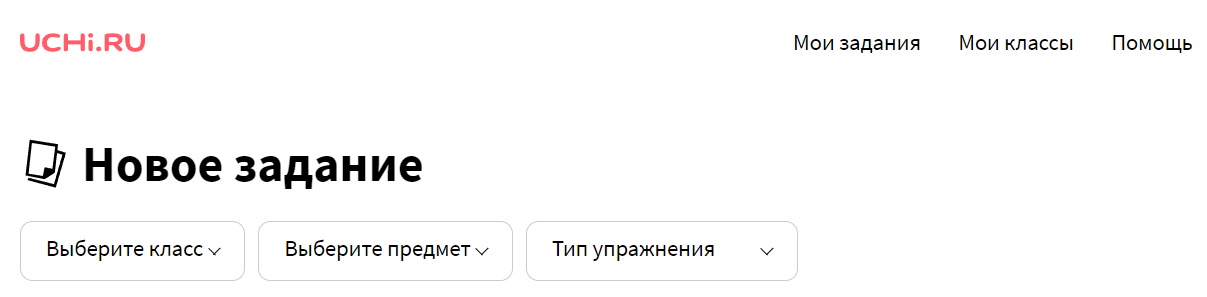 UCHi.RU
Мои задания Мои классы Помощь
Новое задание
Выберите класс Выберите предмет Тип упражнения